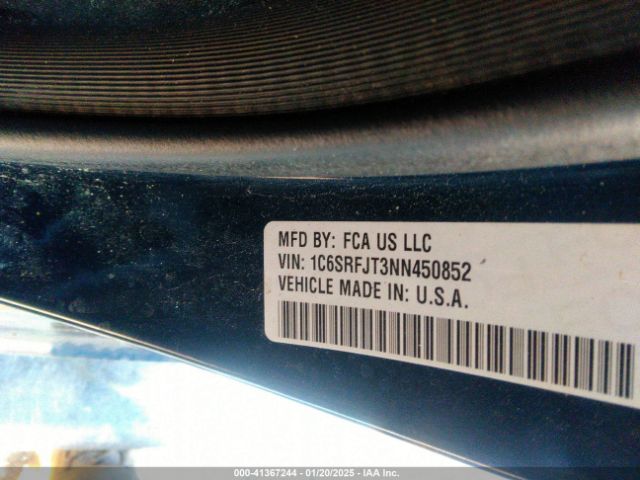 MFD BY: FCA US LLC
VIN: 1C6SRFJT3NN450852
VEHICLE MADE IN: U.S.A.
000-41367244 - 01/20/2025 - IAA Inc.